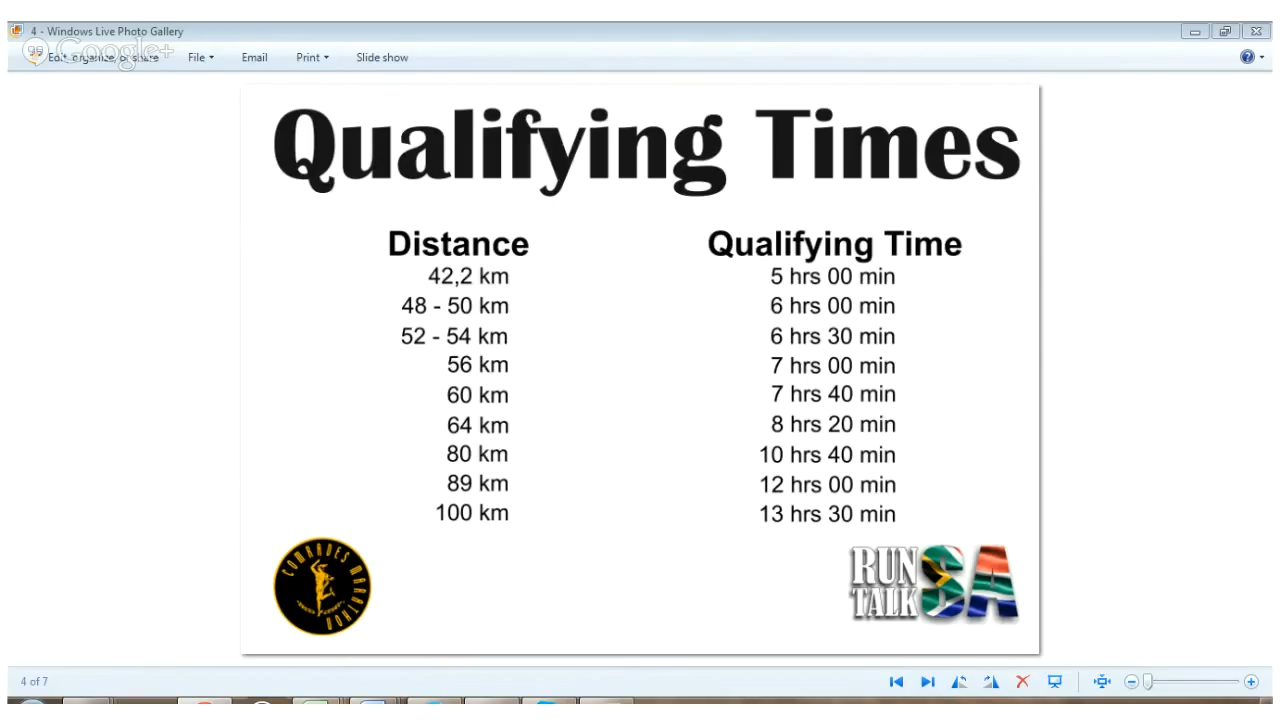 4 - Windows Live Photo Gallery
Google+
Edit, organize, or share File Email Print Slide show
Qualifying Times
Distance Qualifying Time
42,2 km 5 hrs 00 min
48 - 50 km 6 hrs 00 min
52 - 54 km 6 hrs 30 min
56 km 7 hrs 00 min
60 km 7 hrs 40 min
64 km 8 hrs 20 min
80 km 10 hrs 40 min
89 km 12 hrs 00 min
100 km 13 hrs 30 min
COMRADES MARATHON
RUN SA
TALK
4 of 7